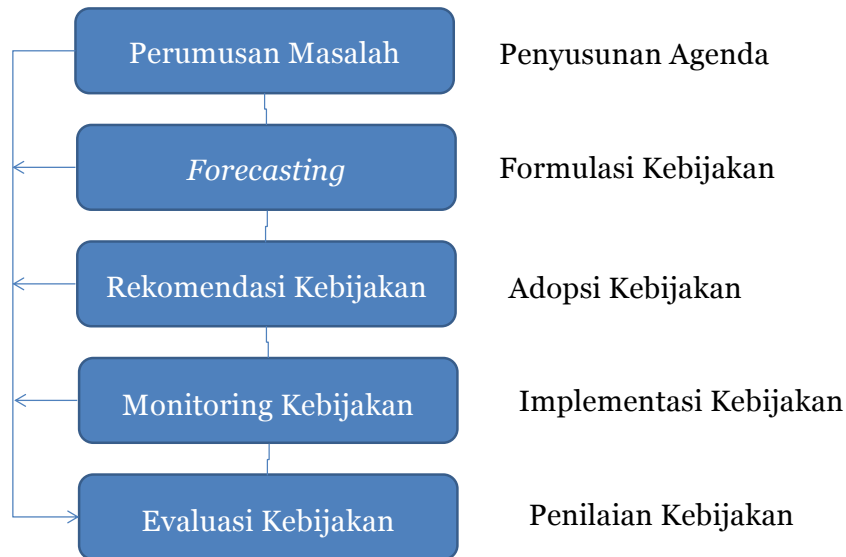 Perumusan Masalah
Penyusunan Agenda
Forecasting
Formulasi Kebijakan
Rekomendasi Kebijakan
Adopsi Kebijakan
Monitoring Kebijakan
Implementasi Kebijakan
Evaluasi Kebijakan
Penilaian Kebijakan